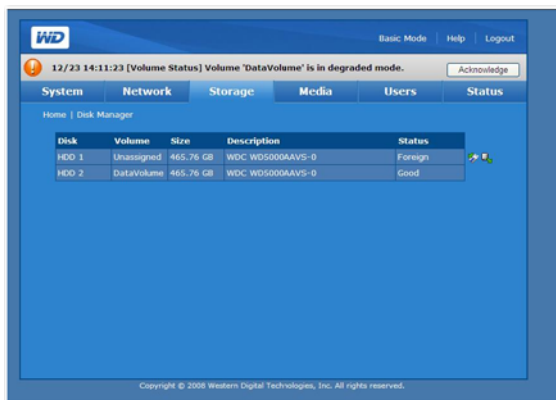 WD
Basic Mode | Help | Logout
12/23 14:11:23 [Volume Status] Volume 'DataVolume' is in degraded mode.
Acknowledge
System Network Storage Media Users Status
Home | Disk Manager
Disk Volume Size Description Status
HDD 1 Unassigned 465.76 GB WDC WD5000AAVS-0 Foreign
HDD 2 DataVolume 465.76 GB WDC WD5000AAVS-0 Good
Copyright © 2008 Western Digital Technologies, Inc. All rights reserved.